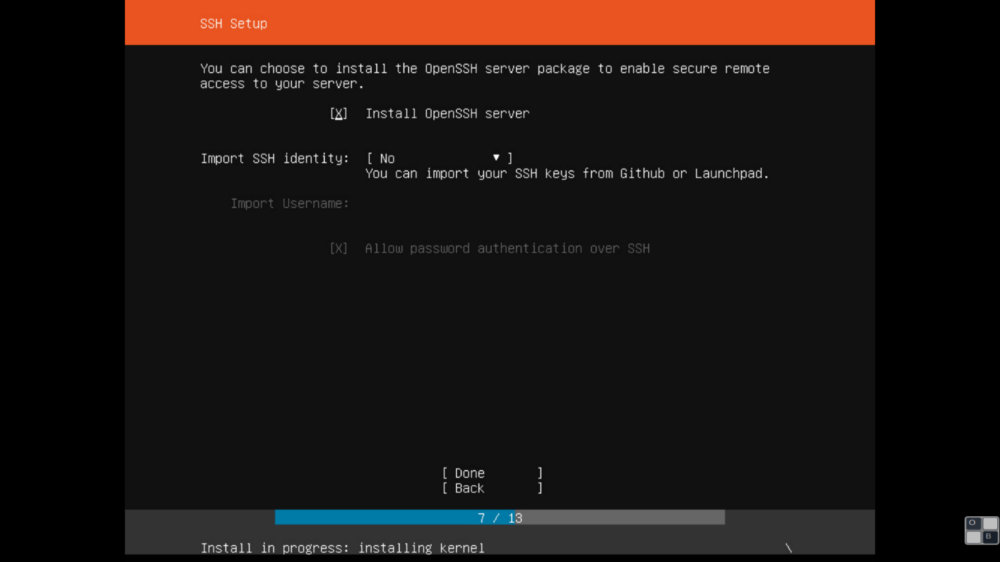 SSH Setup
You can choose to install the OpenSSH server package to enable secure remote
access to your server.
[X] Install OpenSSH server
Import SSH identity: [ No ▾ ]
You can import your SSH keys from Github or Launchpad.
Import Username:
[X] Allow password authentication over SSH
[ Done ]
[ Back ]
7 / 13
Install in progress: installing kernel \
O
B